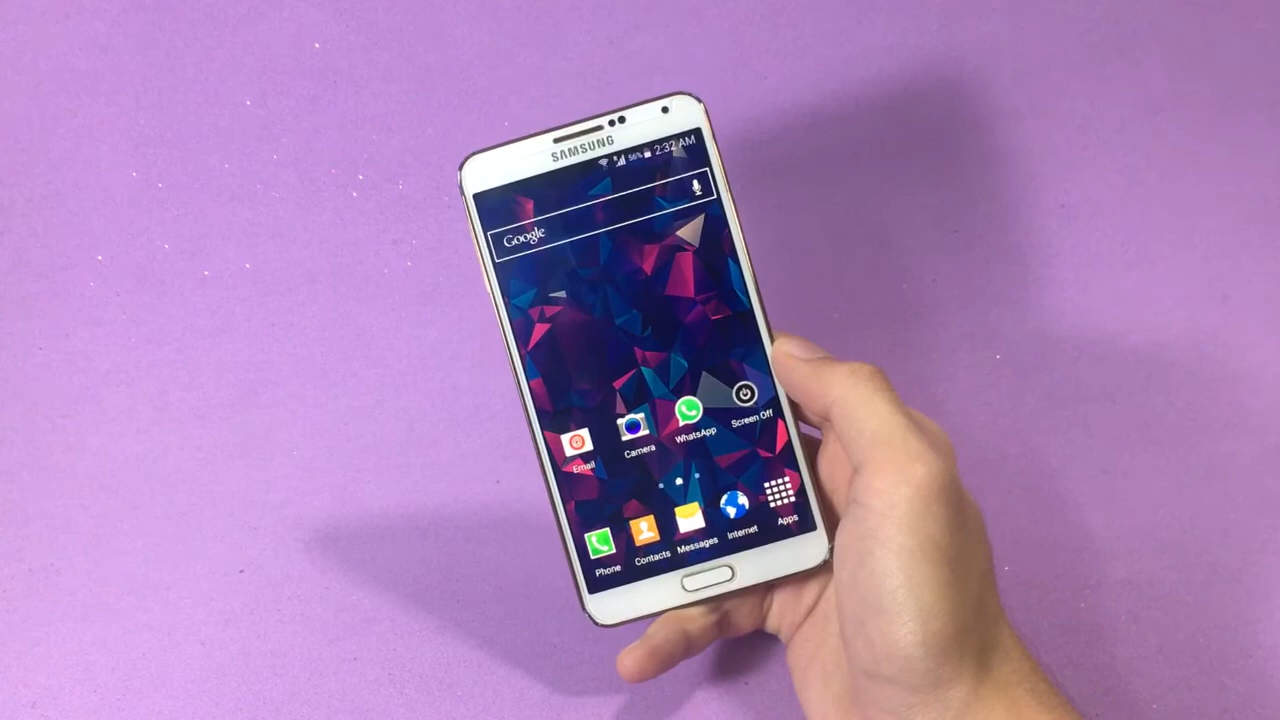 SAMSUNG
56% 2:32 AM
Google
Email
Camera
WhatsApp
Screen Off
Phone
Contacts
Messages
Internet
Apps